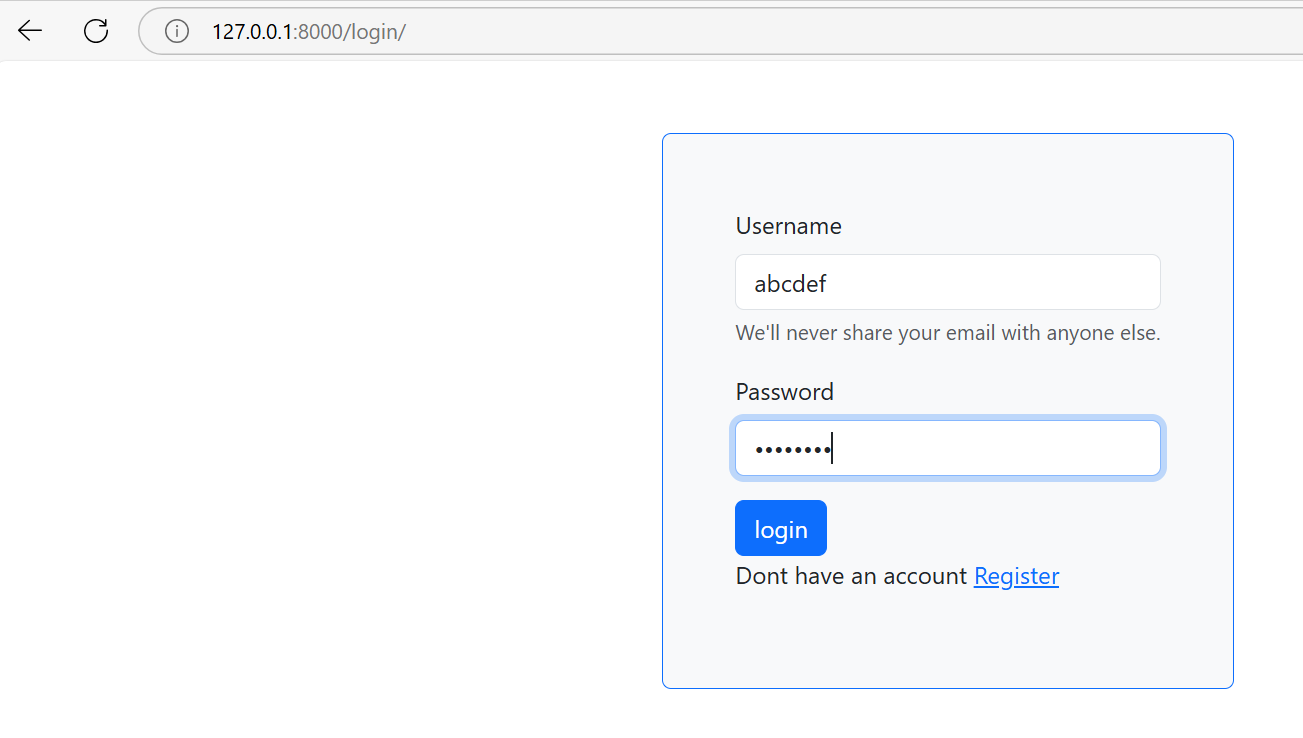 127.0.0.1:8000/login/
Username
abcdef
We'll never share your email with anyone else.
Password
••••••••
login
Dont have an account Register